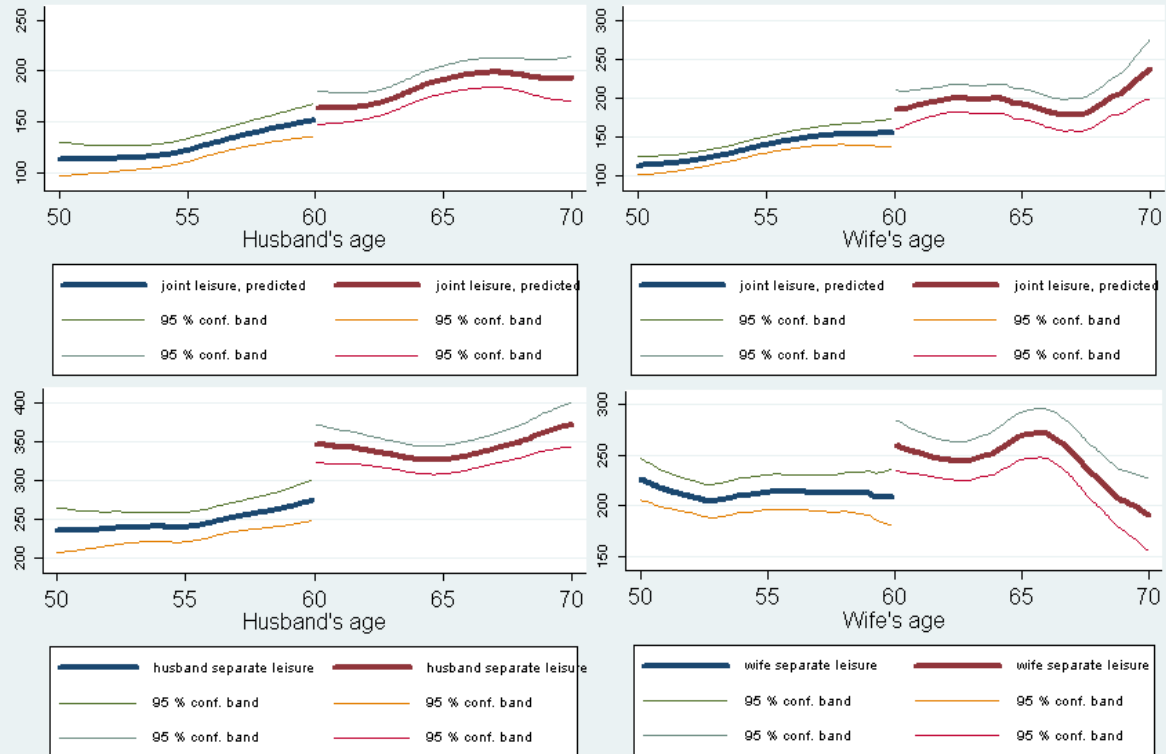 250
200
150
100
50 55 60 65 70
Husband's age
joint leisure, predicted joint leisure, predicted
95 % conf. band 95 % conf. band
95 % conf. band 95 % conf. band
300
250
200
150
100
50 55 60 65 70
Wife's age
joint leisure, predicted joint leisure, predicted
95 % conf. band 95 % conf. band
95 % conf. band 95 % conf. band
400
350
300
250
200
50 55 60 65 70
Husband's age
husband separate leisure husband separate leisure
95 % conf. band 95 % conf. band
95 % conf. band 95 % conf. band
300
250
200
150
50 55 60 65 70
Wife's age
wife separate leisure wife separate leisure
95 % conf. band 95 % conf. band
95 % conf. band 95 % conf. band